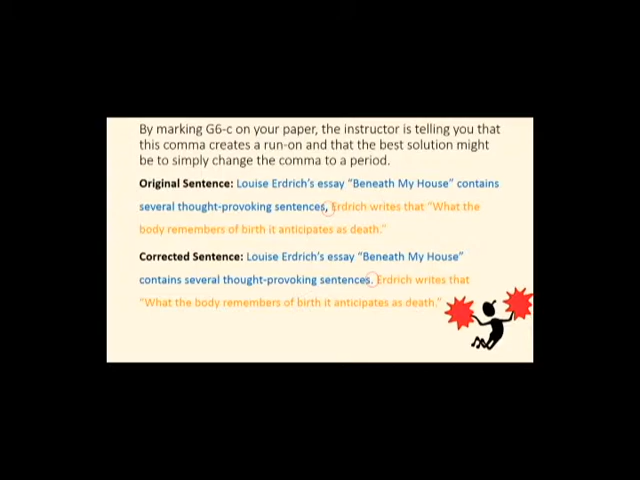 By marking G6-c on your paper, the instructor is telling you that
this comma creates a run-on and that the best solution might
be to simply change the comma to a period.
Original Sentence: Louise Erdrich's essay “Beneath My House” contains
several thought-provoking sentences, Erdrich writes that “What the
body remembers of birth it anticipates as death.”
Corrected Sentence: Louise Erdrich's essay “Beneath My House”
contains several thought-provoking sentences. Erdrich writes that
“What the body remembers of birth it anticipates as death.”